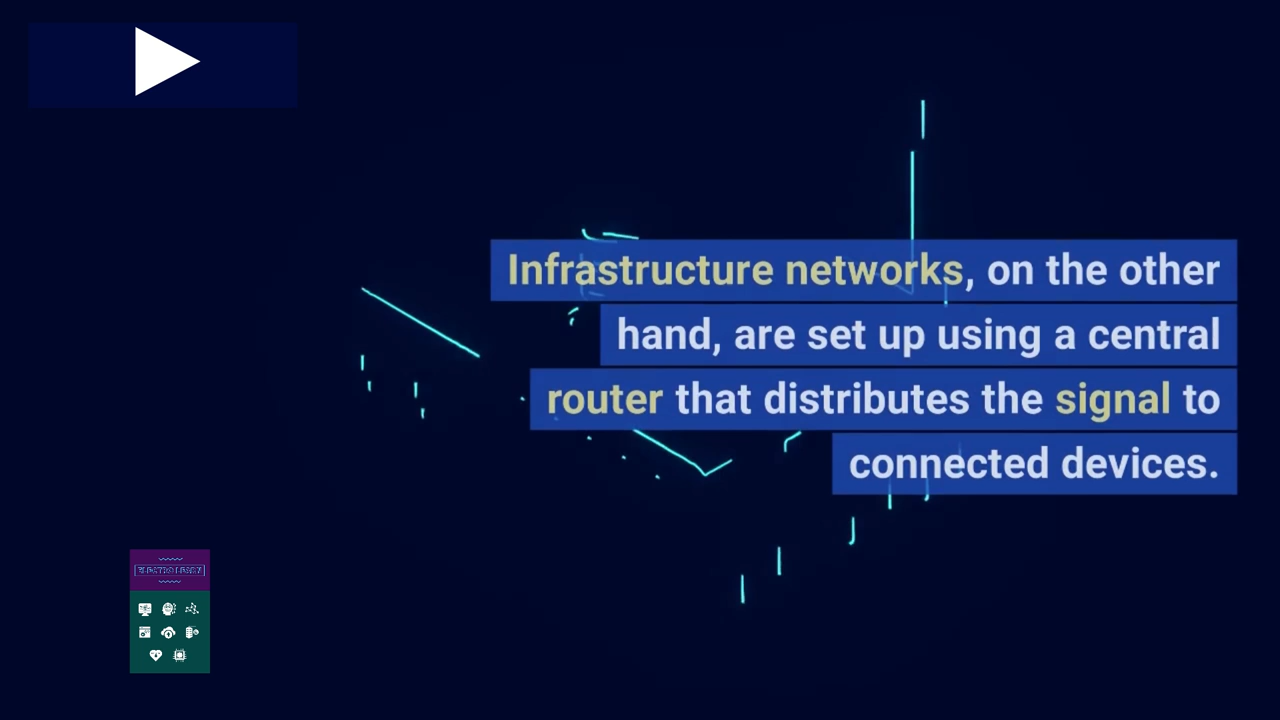 Infrastructure networks, on the other
hand, are set up using a central
router that distributes the signal to
connected devices.